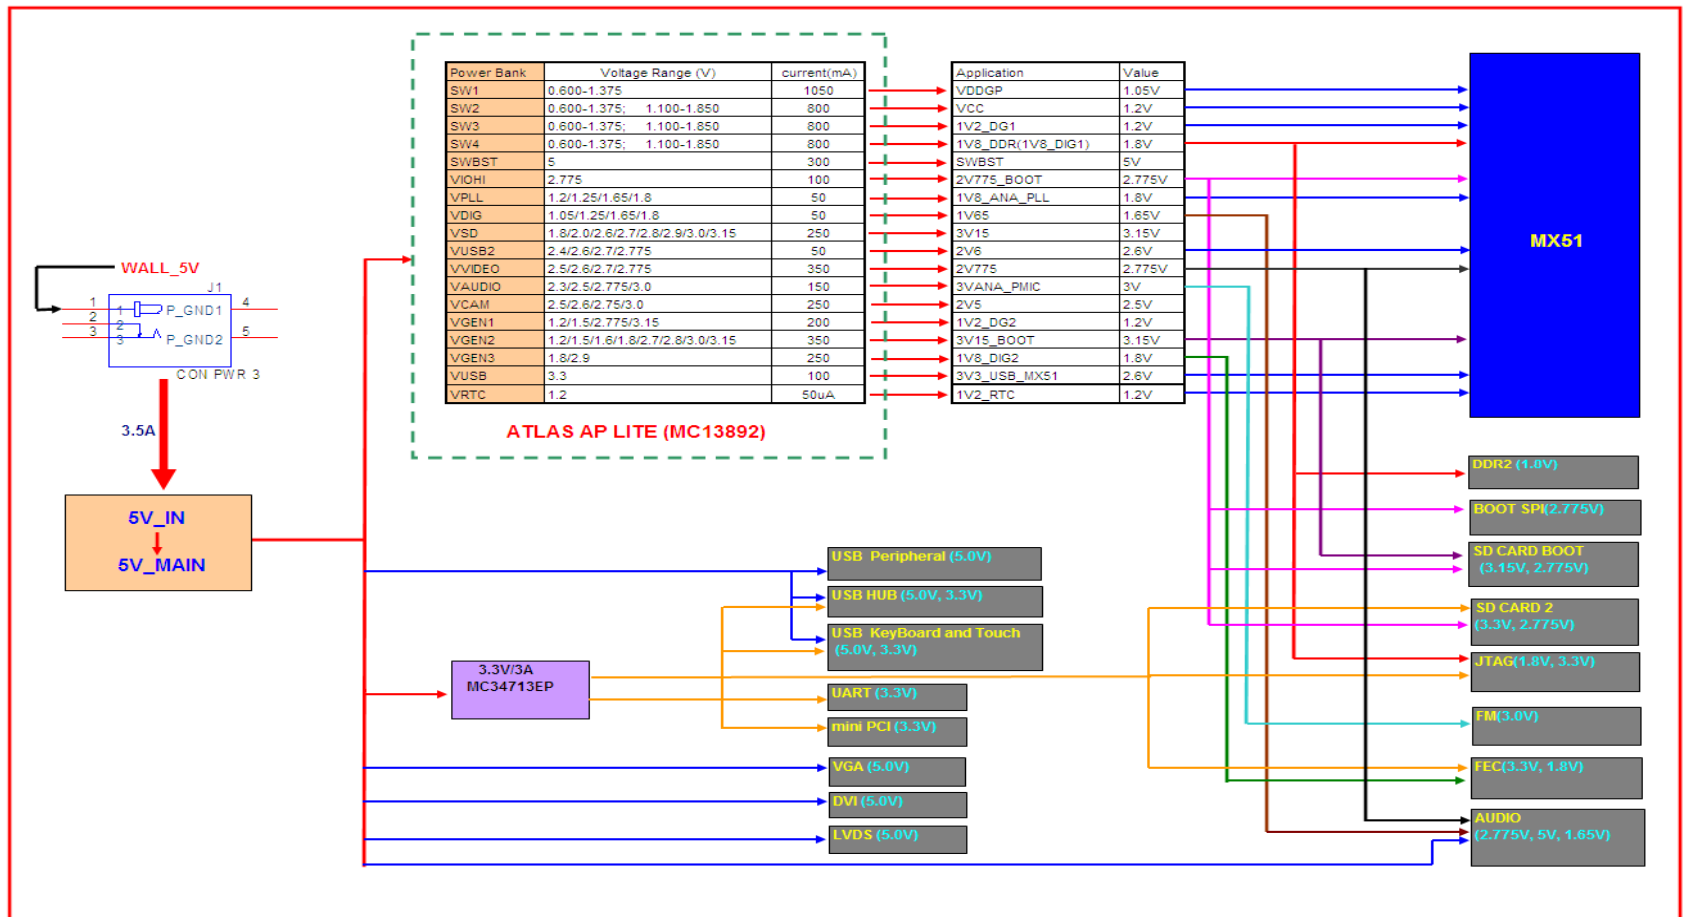 Power Bank Voltage Range (V) current(mA)
SW1 0.600-1.375 1050
SW2 0.600-1.375; 1.100-1.850 800
SW3 0.600-1.375; 1.100-1.850 800
SW4 0.600-1.375; 1.100-1.850 800
SWBST 5 300
VIOHI 2.775 100
VPLL 1.2/1.25/1.65/1.8 50
VDIG 1.05/1.25/1.65/1.8 50
VSD 1.8/2.0/2.6/2.7/2.8/2.9/3.0/3.15 250
VUSB2 2.4/2.6/2.7/2.775 50
VVIDEO 2.5/2.6/2.7/2.775 350
VAUDIO 2.3/2.5/2.775/3.0 150
VCAM 2.5/2.6/2.75/3.0 250
VGEN1 1.2/1.5/2.775/3.15 200
VGEN2 1.2/1.5/1.6/1.8/2.7/2.8/3.0/3.15 350
VGEN3 1.8/2.9 250
VUSB 3.3 100
VRTC 1.2 50uA
ATLAS AP LITE (MC13892)
Application Value
VDDGP 1.05V
VCC 1.2V
1V2_DG1 1.2V
1V8_DDR(1V8_DIG1) 1.8V
SWBST 5V
2V775_BOOT 2.775V
1V8_ANA_PLL 1.8V
1V65 1.65V
3V15 3.15V
2V6 2.6V
2V775 2.775V
3VANA_PMIC 3V
2V5 2.5V
1V2_DG2 1.2V
3V15_BOOT 3.15V
1V8_DIG2 1.8V
3V3_USB_MX51 2.6V
1V2_RTC 1.2V
MX51
WALL_5V
J1
1 1 P_GND1 4
2 2
3 3 P_GND2 5
CON PWR 3
3.5A
5V_IN
5V_MAIN
3.3V/3A
MC34713EP
USB Peripheral (5.0V)
USB HUB (5.0V, 3.3V)
USB KeyBoard and Touch
(5.0V, 3.3V)
UART (3.3V)
mini PCI (3.3V)
VGA (5.0V)
DVI (5.0V)
LVDS (5.0V)
DDR2 (1.8V)
BOOT SPI(2.775V)
SD CARD BOOT
(3.15V, 2.775V)
SD CARD 2
(3.3V, 2.775V)
JTAG(1.8V, 3.3V)
FM(3.0V)
FEC(3.3V, 1.8V)
AUDIO
(2.775V, 5V, 1.65V)